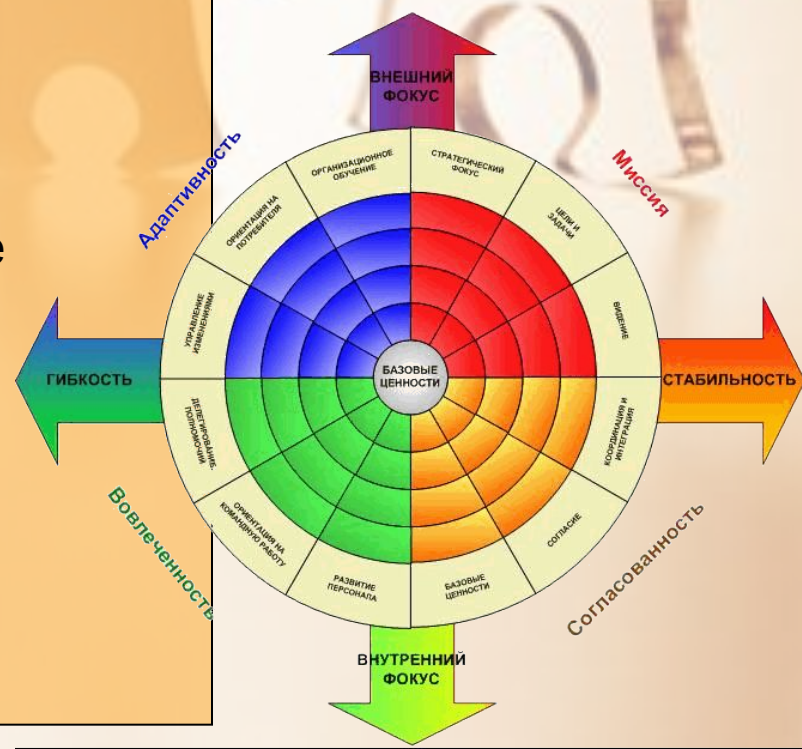 ВНЕШНИЙ
ФОКУС
Адаптивность
Миссия
ОРГАНИЗАЦИОННОЕ
ОБУЧЕНИЕ
СТРАТЕГИЧЕСКИЙ
ФОКУС
ОРИЕНТАЦИЯ НА
ПОТРЕБИТЕЛЯ
ЦЕЛИ И
ЗАДАЧИ
е
УПРАВЛЕНИЕ
ИЗМЕНЕНИЯМИ
ВИДЕНИЕ
ГИБКОСТЬ
БАЗОВЫЕ
ЦЕННОСТИ
СТАБИЛЬНОСТЬ
ДЕЛЕГИРОВАНИЕ
ПОЛНОМОЧИЙ
КООРДИНАЦИЯ И
ИНТЕГРАЦИЯ
ОРИЕНТАЦИЯ НА
КОМАНДНУЮ РАБОТУ
СОГЛАСИЕ
РАЗВИТИЕ
ПЕРСОНАЛА
БАЗОВЫЕ
ЦЕННОСТИ
Вовлеченность
Согласованность
ВНУТРЕННИЙ
ФОКУС